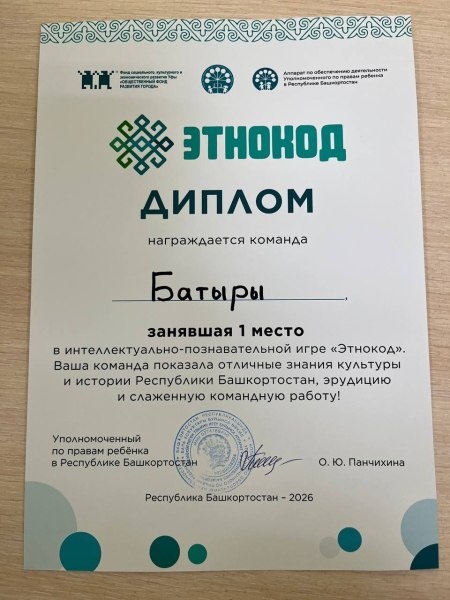 Фонд социального, культурного и
экономического развития Уфы
«ОБЩЕСТВЕННЫЙ ФОНД
РАЗВИТИЯ ГОРОДА»
Аппарат по обеспечению деятельности
Уполномоченного по правам ребенка
в Республике Башкортостан
ЭТНОКОД
ДИПЛОМ
награждается команда
Батыры
занявшая 1 место
в интеллектуально-познавательной игре «Этнокод».
Ваша команда показала отличные знания культуры
и истории Республики Башкортостан, эрудицию
и слаженную командную работу!
Уполномоченный
по правам ребёнка
в Республике Башкортостан
О. Ю. Панчихина
Республика Башкортостан – 2026